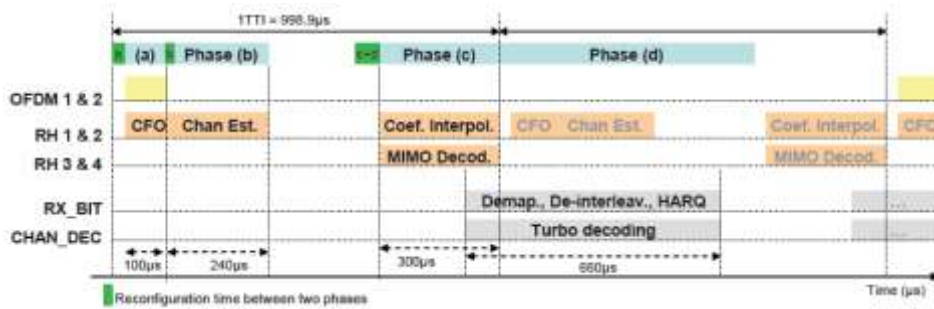 1TTI = 998.9µs
(a) Phase (b) Phase (c) Phase (d)
OFDM 1 & 2
CFO Chan Est. Coef. Interpol. CFO Chan Est. Coef. Interpol. CFO
RH 1 & 2
MIMO Decod. MIMO Decod.
RH 3 & 4
Demap., De-interleav., HARQ ...
RX_BIT
Turbo decoding ...
CHAN_DEC
100µs 240µs 300µs 660µs
Reconfiguration time between two phases
Time (µs)